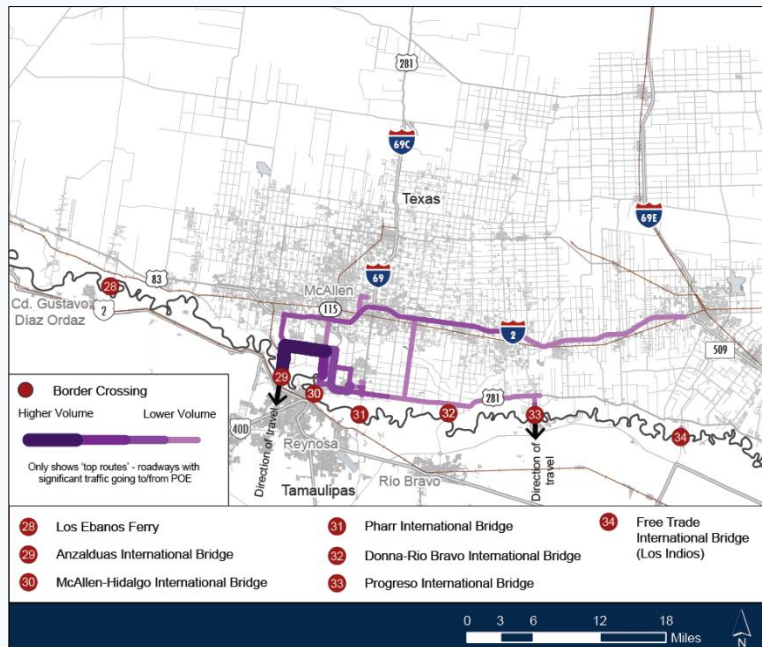 281
69C
Texas
69E
83
McAllen
69
28
Cd. Gustavo
Diaz Ordaz
2
115
2
509
29
281
30
31
32
33
34
40D
Reynosa
Rio Bravo
Tamaulipas
Direction of travel
Direction of
travel
Border Crossing
Higher Volume
Lower Volume
Only shows 'top routes' - roadways with
significant traffic going to/from POE
28 Los Ebanos Ferry
29 Anzalduas International Bridge
30 McAllen-Hidalgo International Bridge
31 Pharr International Bridge
32 Donna-Rio Bravo International Bridge
33 Progreso International Bridge
34 Free Trade
International Bridge
(Los Indios)
0 3 6 12 18
Miles
N